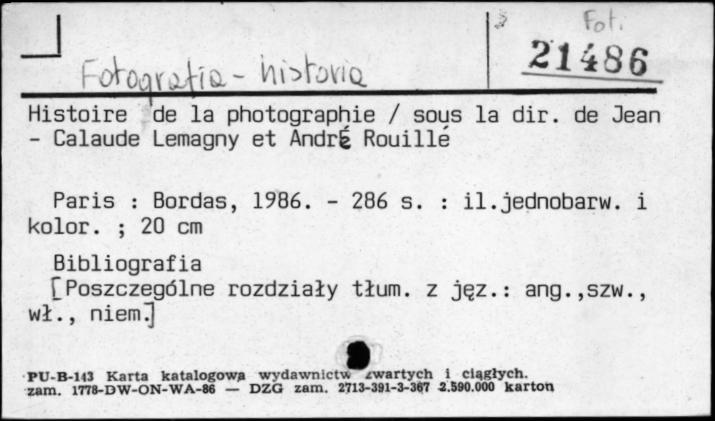 Fot.
21486
Fotografia - historia
Histoire de la photographie / sous la dir. de Jean
- Calaude Lemagny et André Rouillé
Paris : Bordas, 1986. - 286 s. : il.jednobarw. i
kolor. ; 20 cm
Bibliografia
[Poszczególne rozdziały tłum. z jęz.: ang.,szw.,
wł., niem.]
PU-B-143 Karta katalogowa wydawnictw zwartych i ciągłych.
zam. 1778-DW-ON-WA-86 — DZG zam. 2713-391-3-367 2.590.000 karton